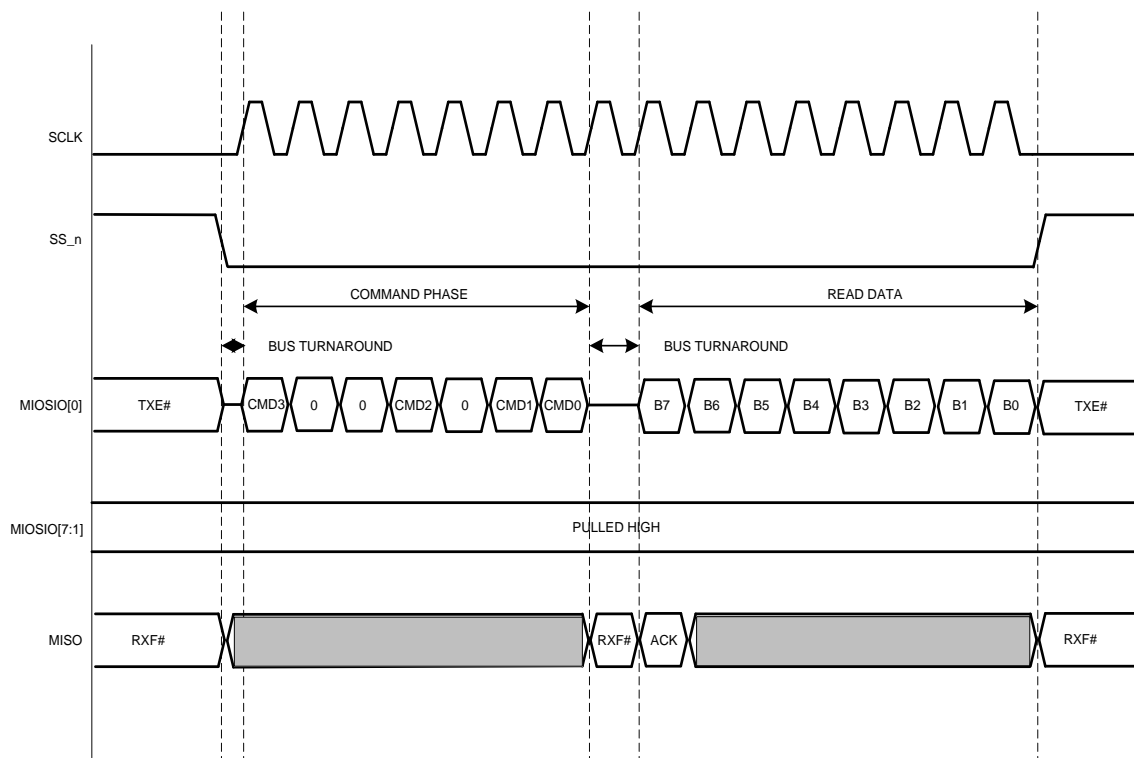 SCLK
SS_n
COMMAND PHASE READ DATA
BUS TURNAROUND BUS TURNAROUND
MIOSIO[0] TXE# CMD3 0 0 CMD2 0 CMD1 CMD0 B7 B6 B5 B4 B3 B2 B1 B0 TXE#
MIOSIO[7:1] PULLED HIGH
MISO RXF# RXF# ACK RXF#